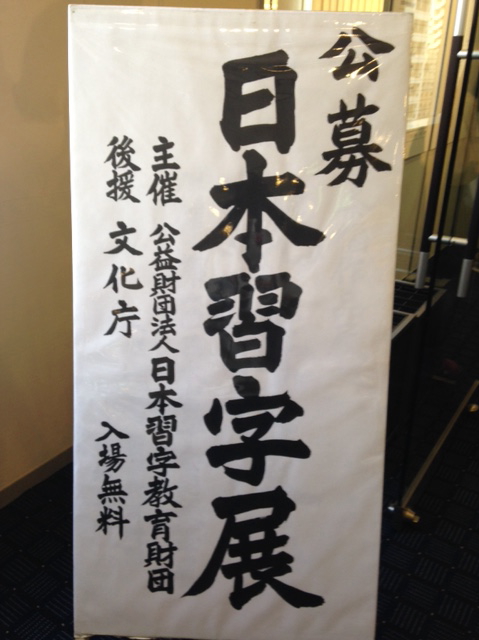 公募
日本習字展
主催 公益財団法人日本習字教育財団
後援 文化庁
入場無料